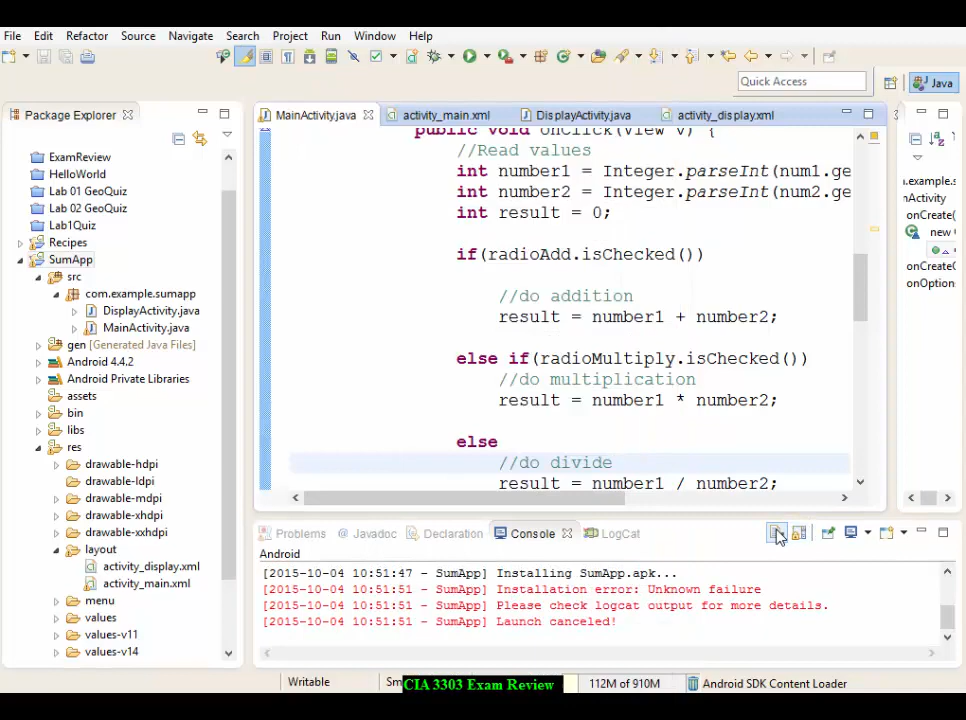 File Edit Refactor Source Navigate Search Project Run Window Help
Quick Access
Java
Package Explorer
ExamReview
HelloWorld
Lab 01 GeoQuiz
Lab 02 GeoQuiz
Lab1Quiz
Recipes
SumApp
src
com.example.sumapp
DisplayActivity.java
MainActivity.java
gen [Generated Java Files]
Android 4.4.2
Android Private Libraries
assets
bin
libs
res
drawable-hdpi
drawable-ldpi
drawable-mdpi
drawable-xhdpi
drawable-xxhdpi
layout
activity_display.xml
activity_main.xml
menu
values
values-v11
values-v14
MainActivity.java activity_main.xml DisplayActivity.java activity_display.xml
public void onClick(View v) {
//Read values
int number1 = Integer.parseInt(num1.ge
int number2 = Integer.parseInt(num2.ge
int result = 0;
if(radioAdd.isChecked())
//do addition
result = number1 + number2;
else if(radioMultiply.isChecked())
//do multiplication
result = number1 * number2;
else
//do divide
result = number1 / number2;
.example.s
nActivity
onCreate(
new
onCreateO
onOption
Problems @ Javadoc Declaration Console LogCat
Android
[2015-10-04 10:51:47 - SumApp] Installing SumApp.apk...
[2015-10-04 10:51:51 - SumApp] Installation error: Unknown failure
[2015-10-04 10:51:51 - SumApp] Please check logcat output for more details.
[2015-10-04 10:51:51 - SumApp] Launch canceled!
Writable Sm CIA 3303 Exam Review 112M of 910M Android SDK Content Loader